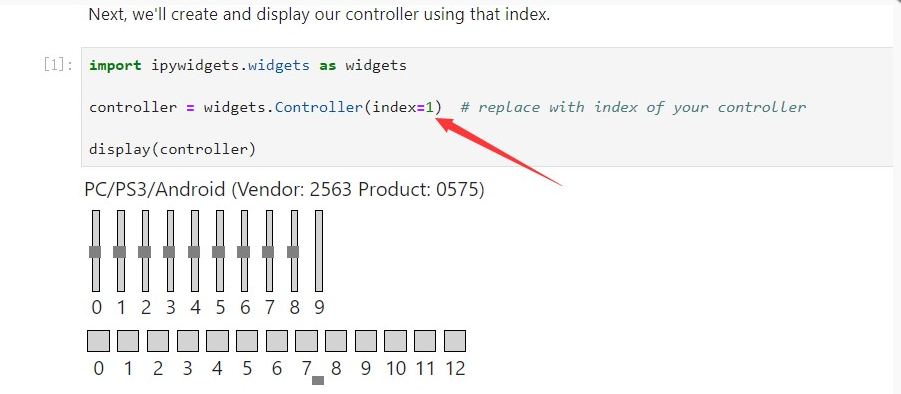 Next, we'll create and display our controller using that index.
[1]: import ipywidgets.widgets as widgets
controller = widgets.Controller(index=1)  # replace with index of your controller
display(controller)
PC/PS3/Android (Vendor: 2563 Product: 0575)
0 1 2 3 4 5 6 7 8 9
0 1 2 3 4 5 6 7 8 9 10 11 12